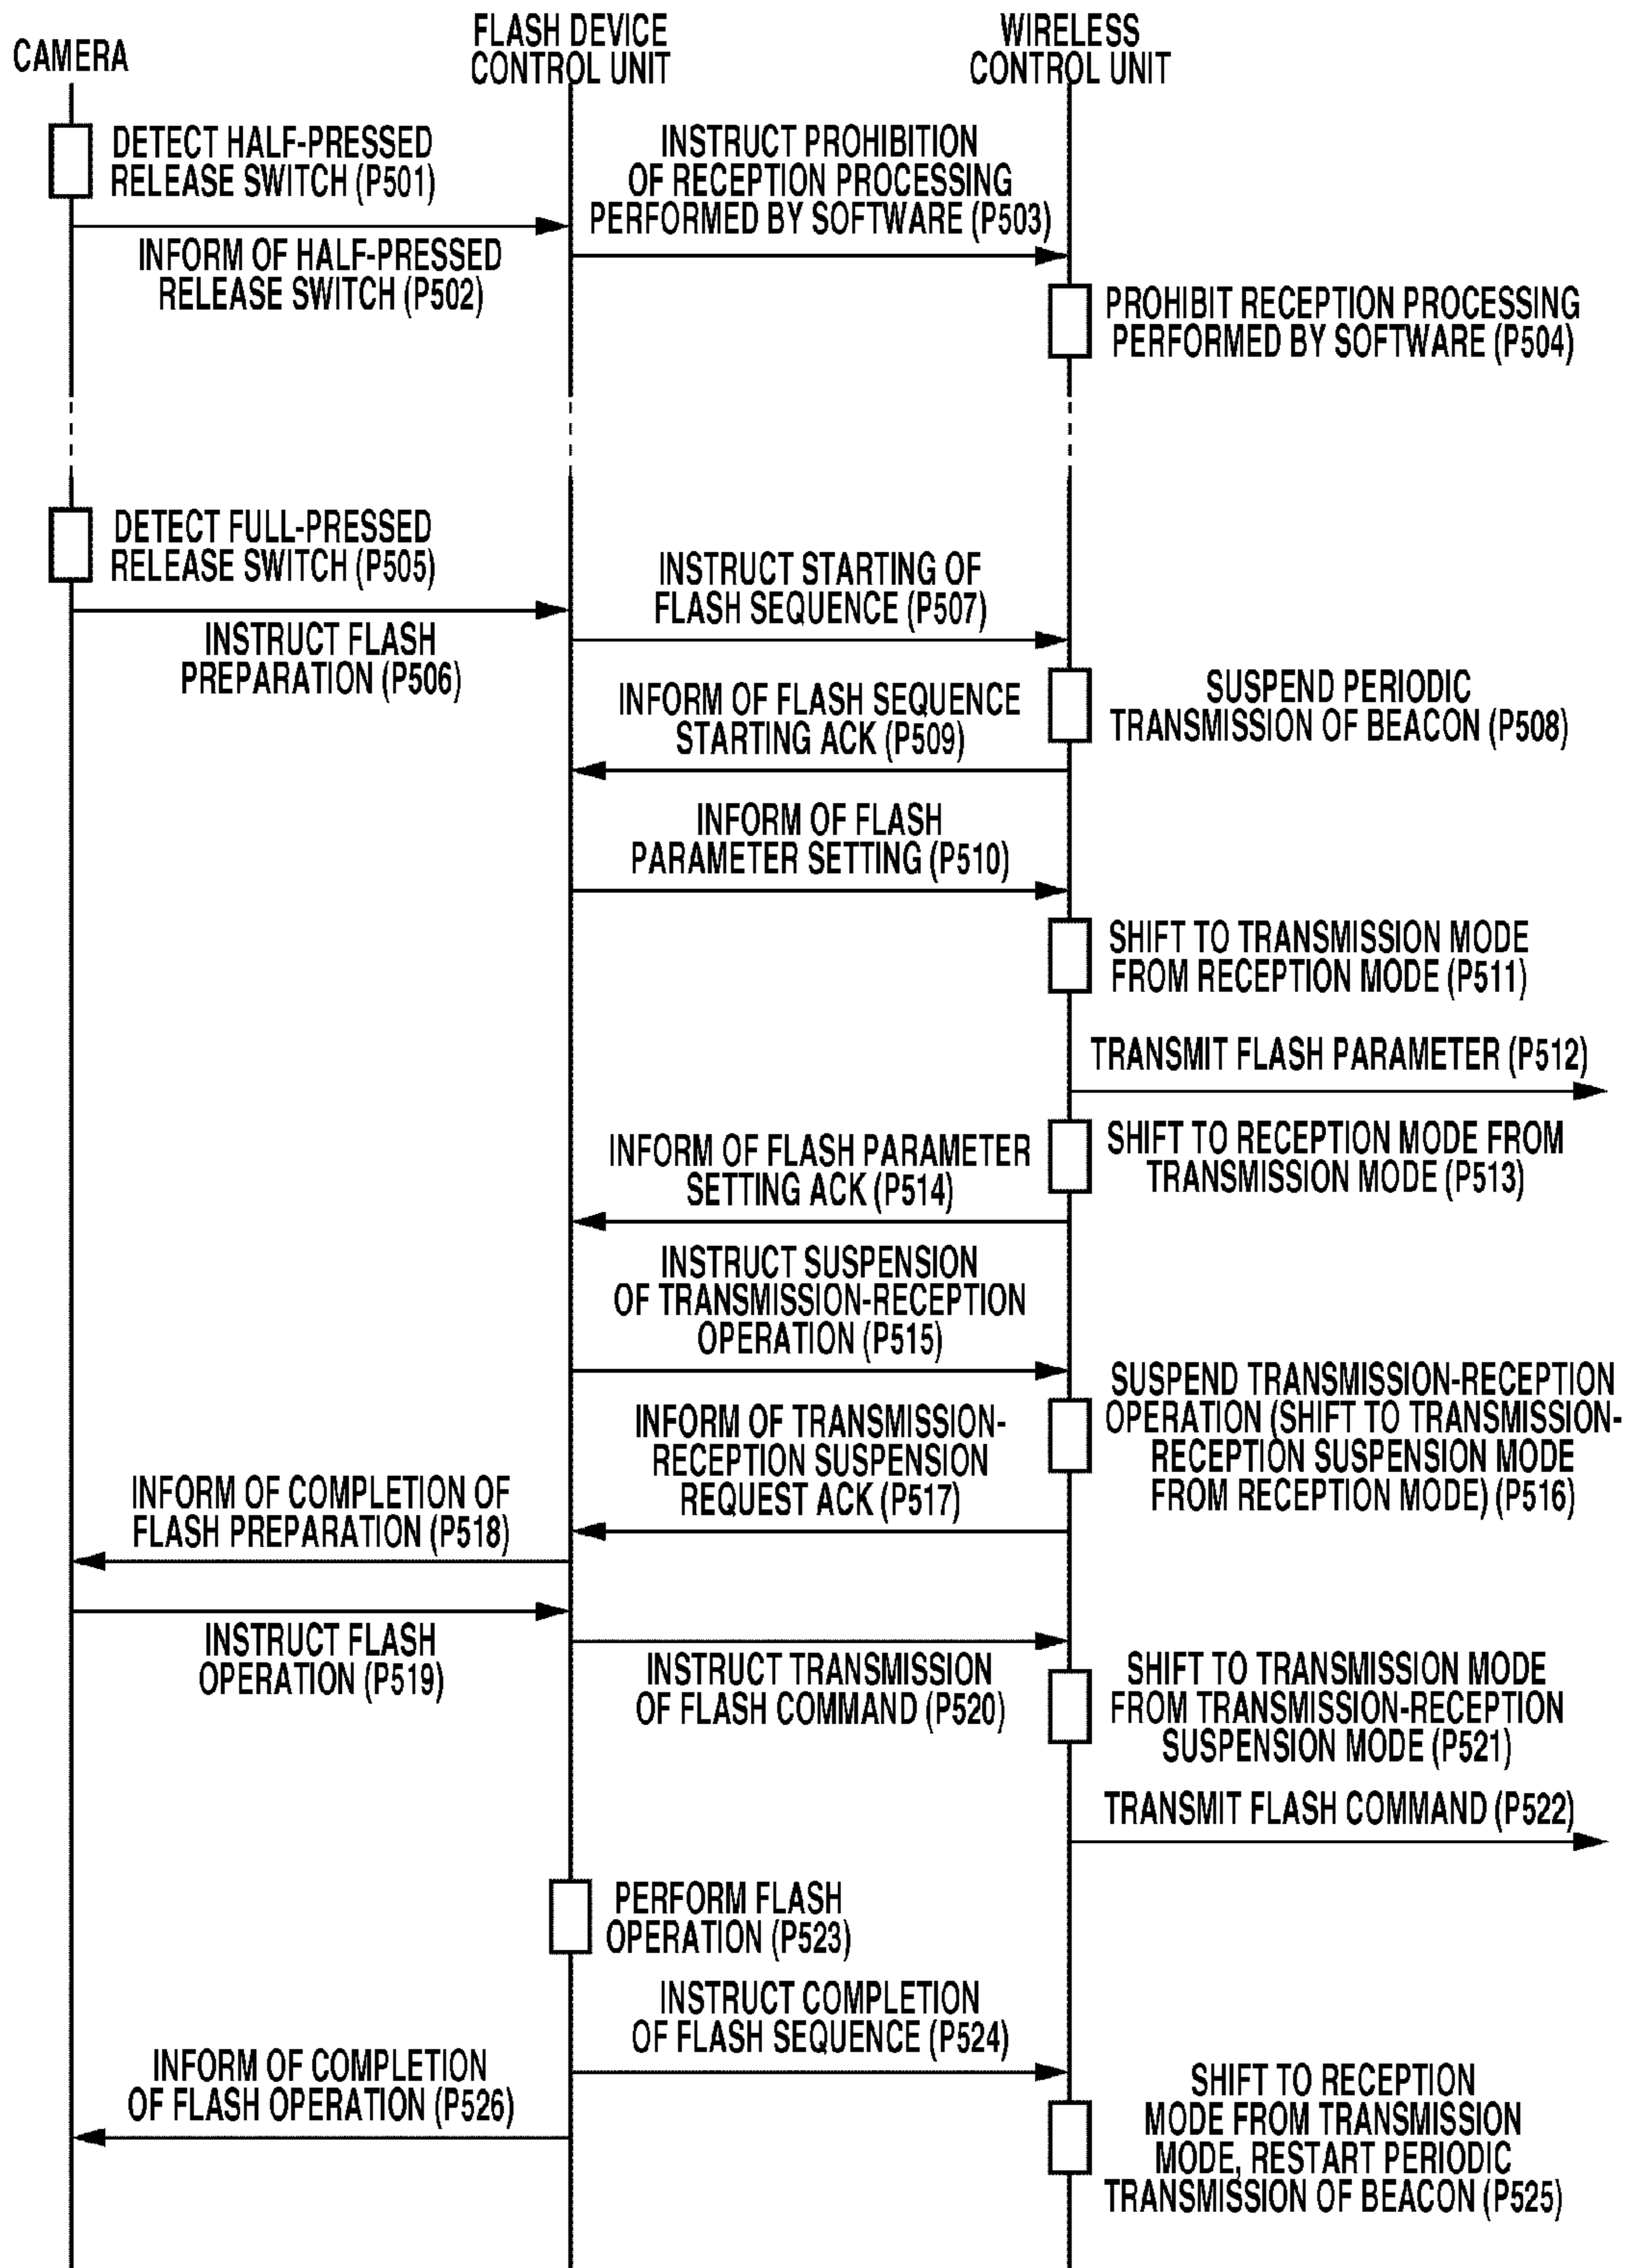 CAMERA
FLASH DEVICE
CONTROL UNIT
WIRELESS
CONTROL UNIT
DETECT HALF-PRESSED
RELEASE SWITCH (P501)
INFORM OF HALF-PRESSED
RELEASE SWITCH (P502)
INSTRUCT PROHIBITION
OF RECEPTION PROCESSING
PERFORMED BY SOFTWARE (P503)
PROHIBIT RECEPTION PROCESSING
PERFORMED BY SOFTWARE (P504)
DETECT FULL-PRESSED
RELEASE SWITCH (P505)
INSTRUCT FLASH
PREPARATION (P506)
INSTRUCT STARTING OF
FLASH SEQUENCE (P507)
SUSPEND PERIODIC
TRANSMISSION OF BEACON (P508)
INFORM OF FLASH SEQUENCE
STARTING ACK (P509)
INFORM OF FLASH
PARAMETER SETTING (P510)
SHIFT TO TRANSMISSION MODE
FROM RECEPTION MODE (P511)
TRANSMIT FLASH PARAMETER (P512)
SHIFT TO RECEPTION MODE FROM
TRANSMISSION MODE (P513)
INFORM OF FLASH PARAMETER
SETTING ACK (P514)
INSTRUCT SUSPENSION
OF TRANSMISSION-RECEPTION
OPERATION (P515)
SUSPEND TRANSMISSION-RECEPTION
OPERATION (SHIFT TO TRANSMISSION-
RECEPTION SUSPENSION MODE
FROM RECEPTION MODE) (P516)
INFORM OF TRANSMISSION-
RECEPTION SUSPENSION
REQUEST ACK (P517)
INFORM OF COMPLETION OF
FLASH PREPARATION (P518)
INSTRUCT FLASH
OPERATION (P519)
INSTRUCT TRANSMISSION
OF FLASH COMMAND (P520)
SHIFT TO TRANSMISSION MODE
FROM TRANSMISSION-RECEPTION
SUSPENSION MODE (P521)
TRANSMIT FLASH COMMAND (P522)
PERFORM FLASH
OPERATION (P523)
INSTRUCT COMPLETION
OF FLASH SEQUENCE (P524)
SHIFT TO RECEPTION
MODE FROM TRANSMISSION
MODE, RESTART PERIODIC
TRANSMISSION OF BEACON (P525)
INFORM OF COMPLETION
OF FLASH OPERATION (P526)